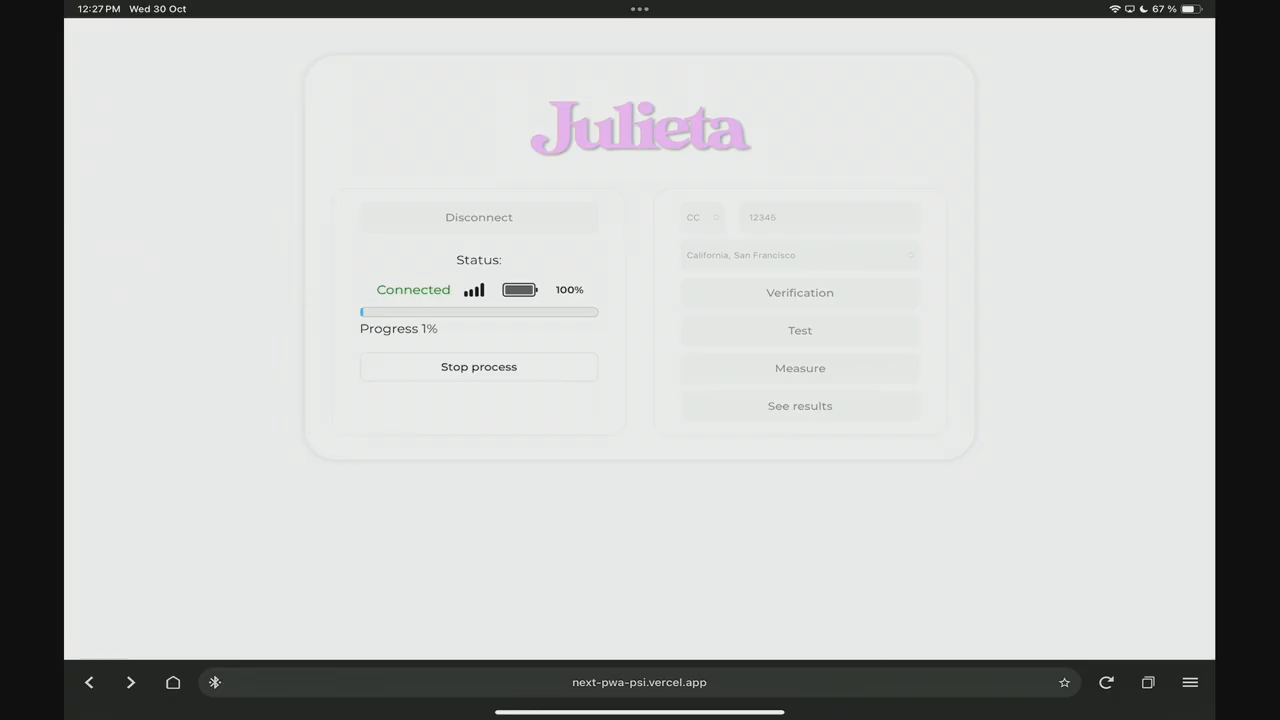 12:27 PM Wed 30 Oct
67 %
Julieta
Disconnect
Status:
Connected 100%
Progress 1%
Stop process
CC 12345
California, San Francisco
Verification
Test
Measure
See results
next-pwa-psi.vercel.app